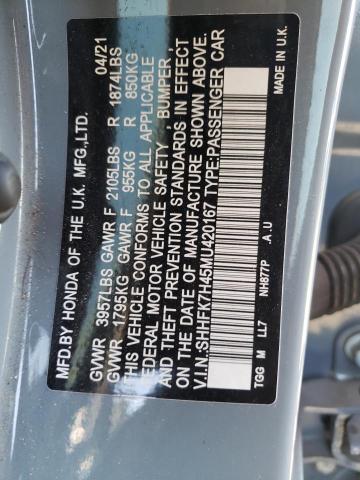 MFD.BY HONDA OF THE U.K. MFG.,LTD. 04/21
GVWR 3957LBS GAWR F 2105LBS R 1874LBS
GVWR 1795KG GAWR F 955KG R 850KG
THIS VEHICLE CONFORMS TO ALL APPLICABLE
FEDERAL MOTOR VEHICLE SAFETY , BUMPER ,
AND THEFT PREVENTION STANDARDS IN EFFECT
ON THE DATE OF MANUFACTURE SHOWN ABOVE.
V.I.N.:SHHFK7H45MU420167 TYPE:PASSENGER CAR
TGG M LL7 NH877P .A.U MADE IN U.K.